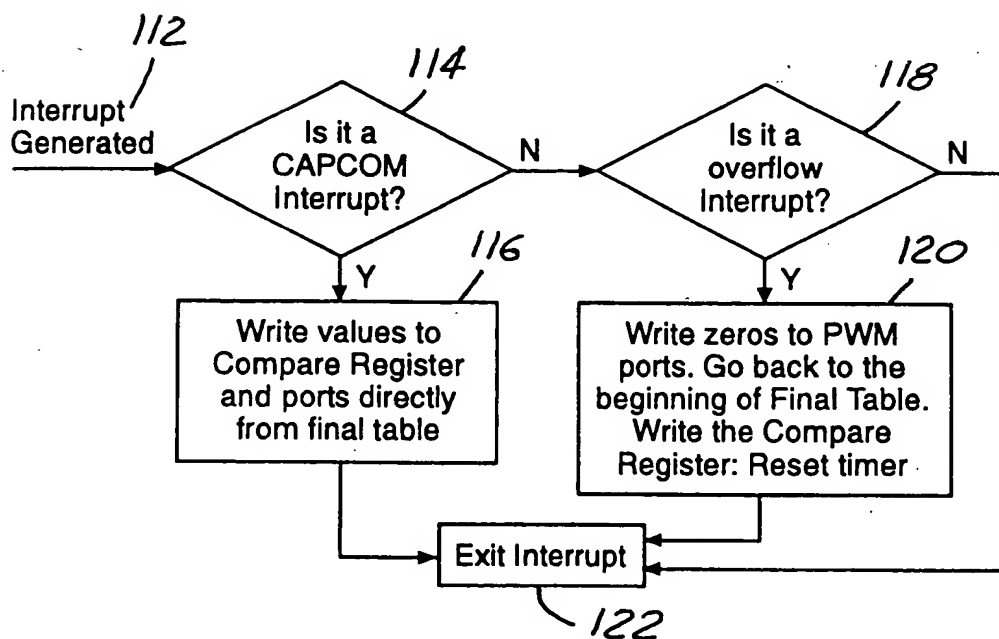 112
Interrupt
Generated
114
Is it a
CAPCOM
Interrupt?
N
118
Is it a
overflow
Interrupt?
N
Y
116
Write values to
Compare Register
and ports directly
from final table
Y
120
Write zeros to PWM
ports. Go back to the
beginning of Final Table.
Write the Compare
Register: Reset timer
Exit Interrupt
122